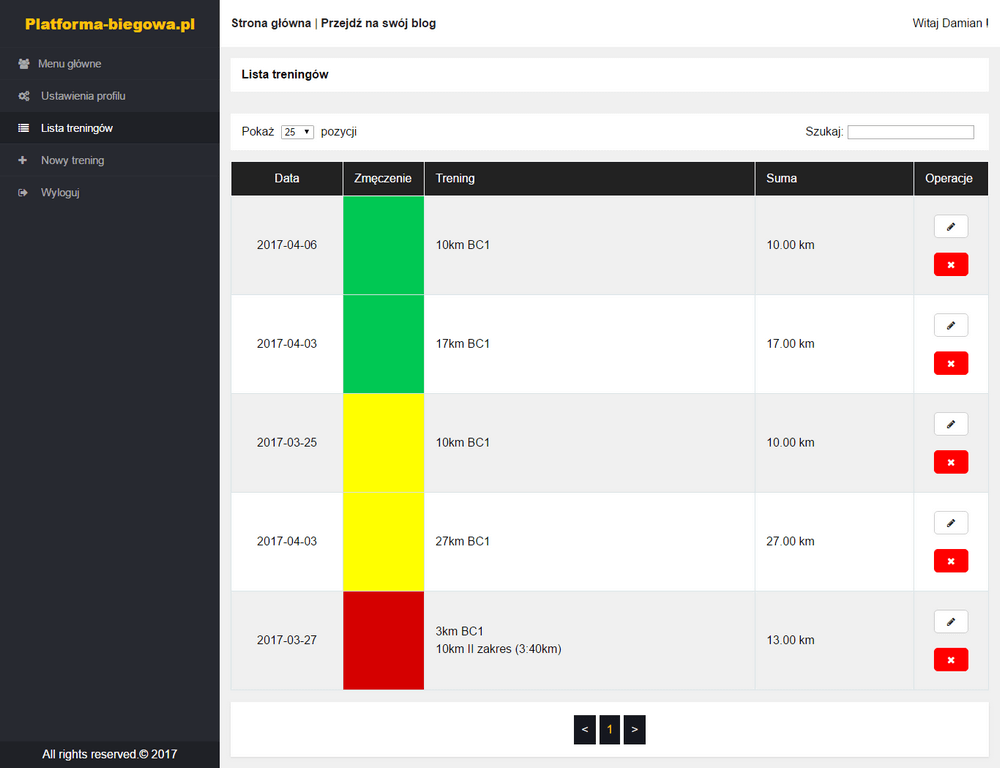 Platforma-biegowa.pl
Menu główne
Ustawienia profilu
Lista treningów
Nowy trening
Wyloguj
All rights reserved.© 2017
Strona główna | Przejdź na swój blog
Witaj Damian !
Lista treningów
Pokaż 25 pozycji
Szukaj:
Data Zmęczenie Trening Suma Operacje
2017-04-06 10km BC1 10.00 km
2017-04-03 17km BC1 17.00 km
2017-03-25 10km BC1 10.00 km
2017-04-03 27km BC1 27.00 km
2017-03-27 3km BC1 13.00 km
10km II zakres (3:40km)
< 1 >